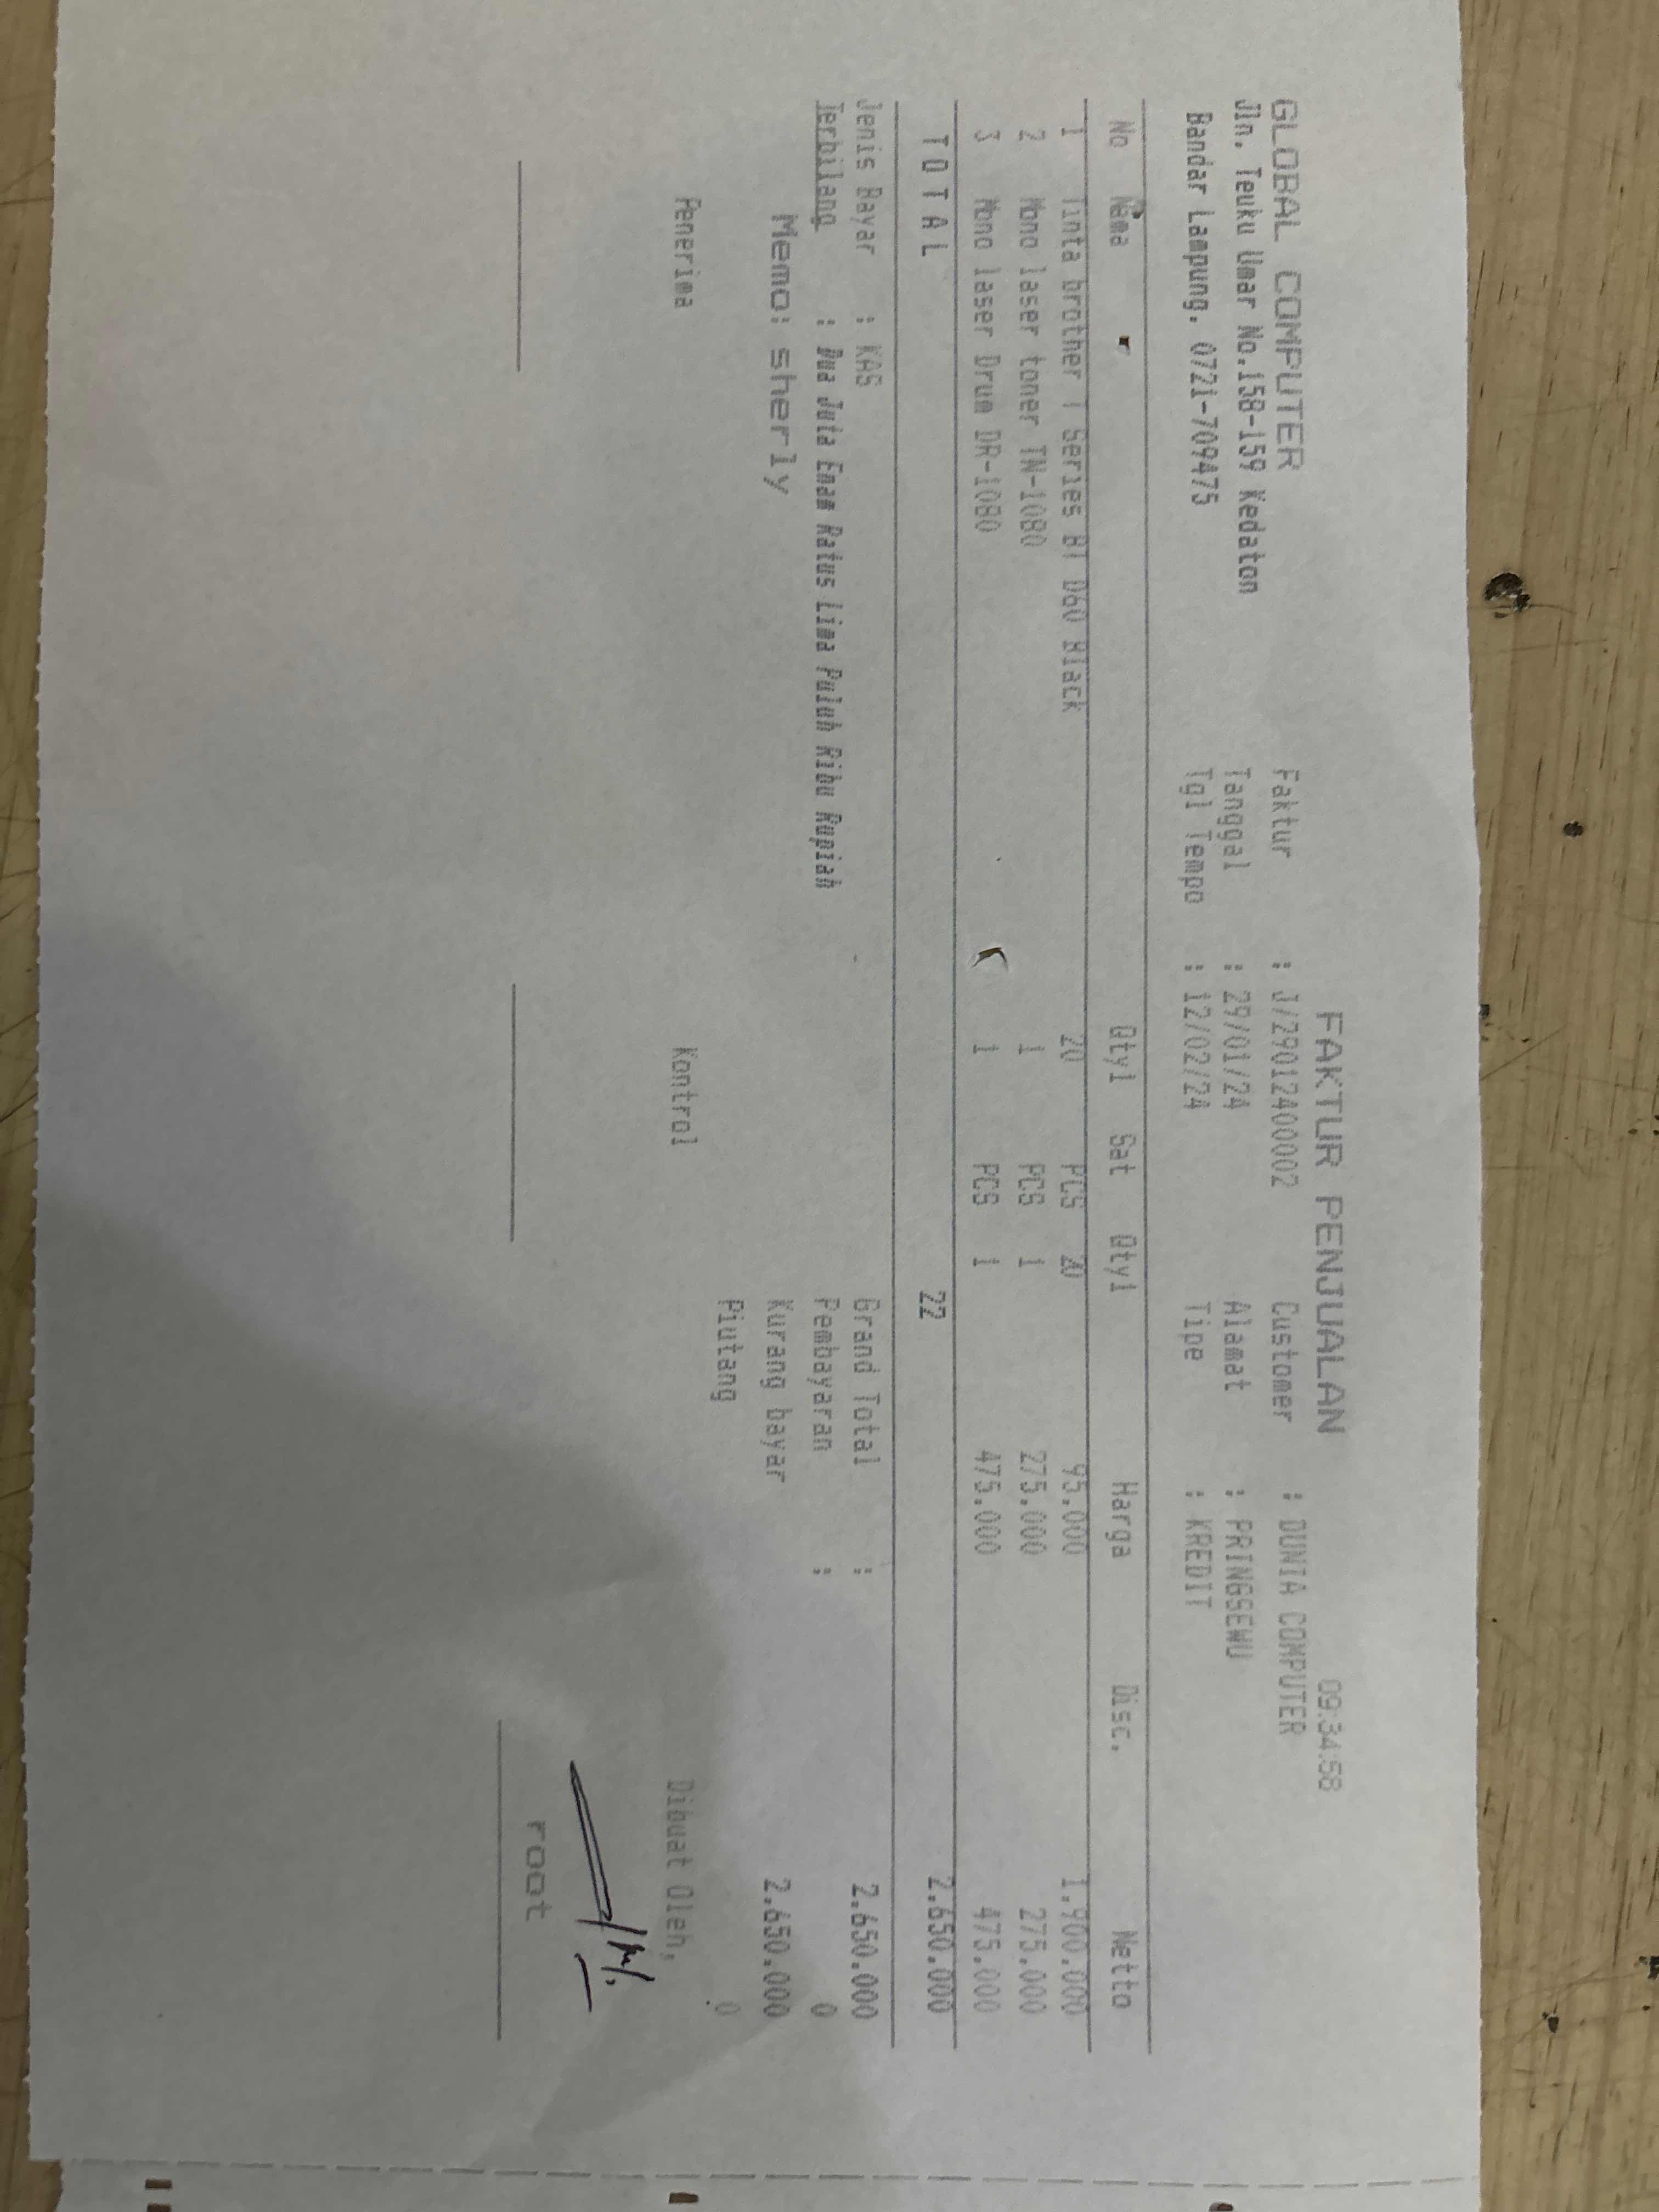 FAKTUR PENJUALAN 09:34:58
GLOBAL COMPUTER Faktur : J/29012400002 Customer : DUNIA COMPUTER
Jln. Teuku Umar No.158-159 Kedaton Tanggal : 29/01/24 Alamat : PRINGSEWU
Bandar Lampung. 0721-709475 Tgl Tempo : 12/02/24 Tipe : KREDIT
No Nama Qty1 Sat Qty1 Harga Disc. Netto
1 Tinta brother T Series BT D60 Black 20 PCS 20 95.000 1.900.000
2 Mono laser toner TN-1080 1 PCS 1 275.000 275.000
3 Mono laser Drum DR-1080 1 PCS 1 475.000 475.000
T O T A L 22 2.650.000
Jenis Bayar : KAS Grand Total : 2.650.000
Terbilang : Dua Juta Enam Ratus Lima Puluh Ribu Rupiah Pembayaran : 0
Memo: sherly Kurang bayar 2.650.000
Piutang 0
Penerima Kontrol Dibuat Oleh,
root